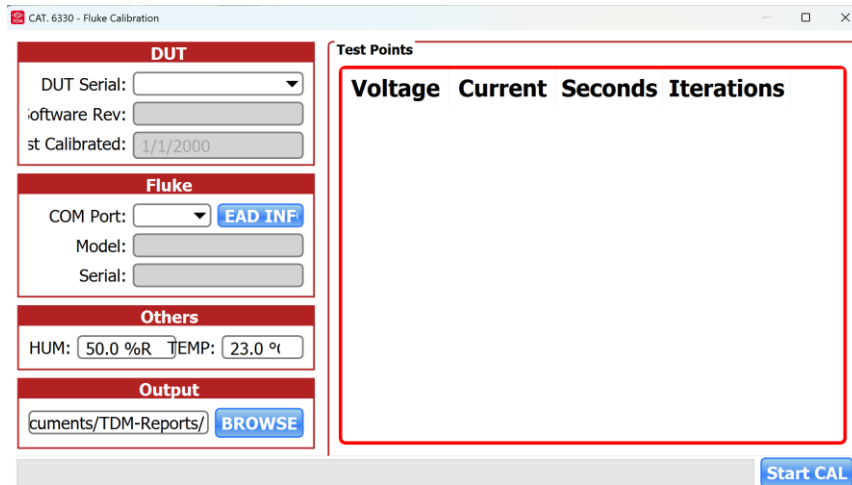 CAT. 6330 - Fluke Calibration
DUT
DUT Serial:
oftware Rev:
st Calibrated: 1/1/2000
Fluke
COM Port: EAD INF
Model:
Serial:
Others
HUM: 50.0 %R TEMP: 23.0 °
Output
cuments/TDM-Reports/ BROWSE
Test Points
Voltage Current Seconds Iterations
Start CAL